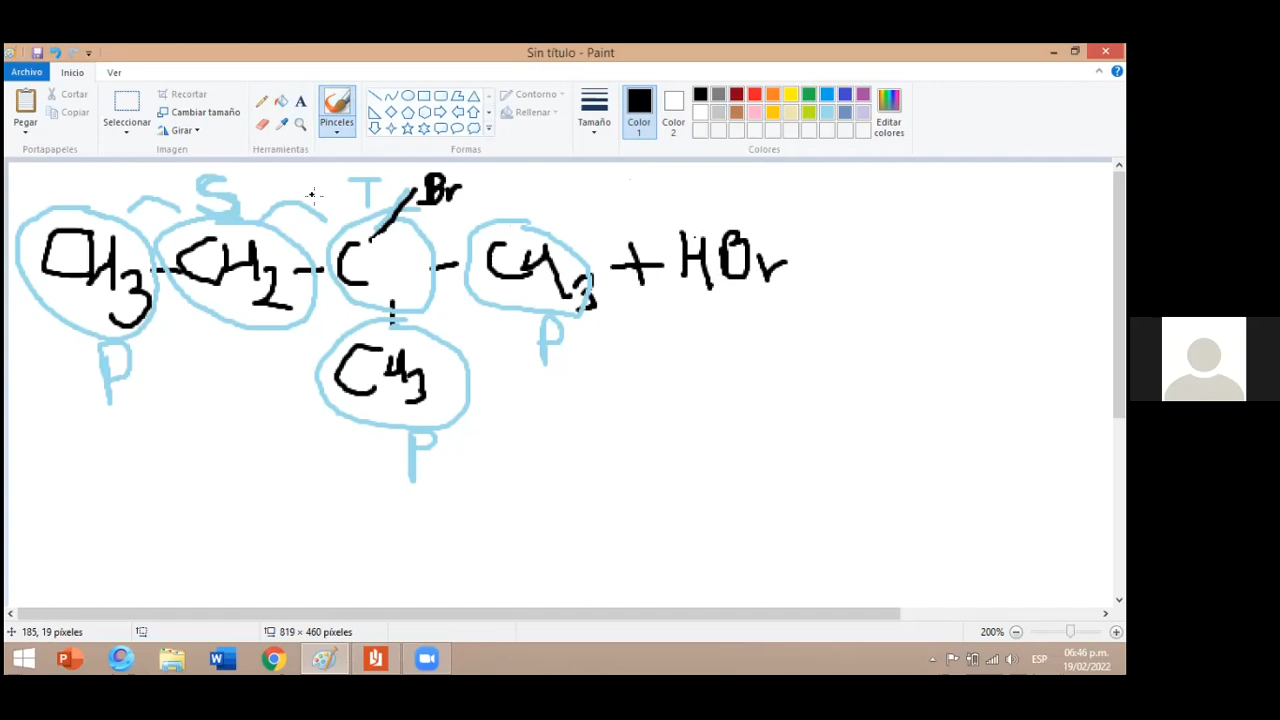 Sin título - Paint
Archivo Inicio Ver
Pegar
Cortar
Copiar
Portapapeles
Seleccionar
Recortar
Cambiar tamaño
Girar
Imagen
A
Herramientas
Pinceles
Contorno
Rellenar
Formas
Tamaño
Color 1
Color 2
Editar colores
Colores
S T Br
CH3 - CH2 - C - CH3 + HBr
P P
CH3
P
185, 19 píxeles 819 × 460 píxeles 200%
ESP 06:46 p.m.
19/02/2022